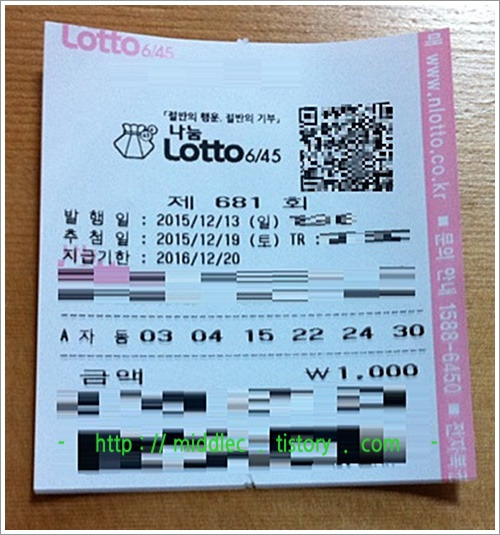 Lotto 6/45
「절반의 행운, 절반의 기부」
나눔
Lotto 6/45
제 681 회
발 행 일 : 2015/12/13 (일)
추 첨 일 : 2015/12/19 (토) TR :
지급기한 : 2016/12/20
A 자 동 03 04 15 22 24 30
금액 ₩1,000
- http://middlec.tistory.com -
www.nlotto.co.kr ■ 문의 안내 1588-6450 ■